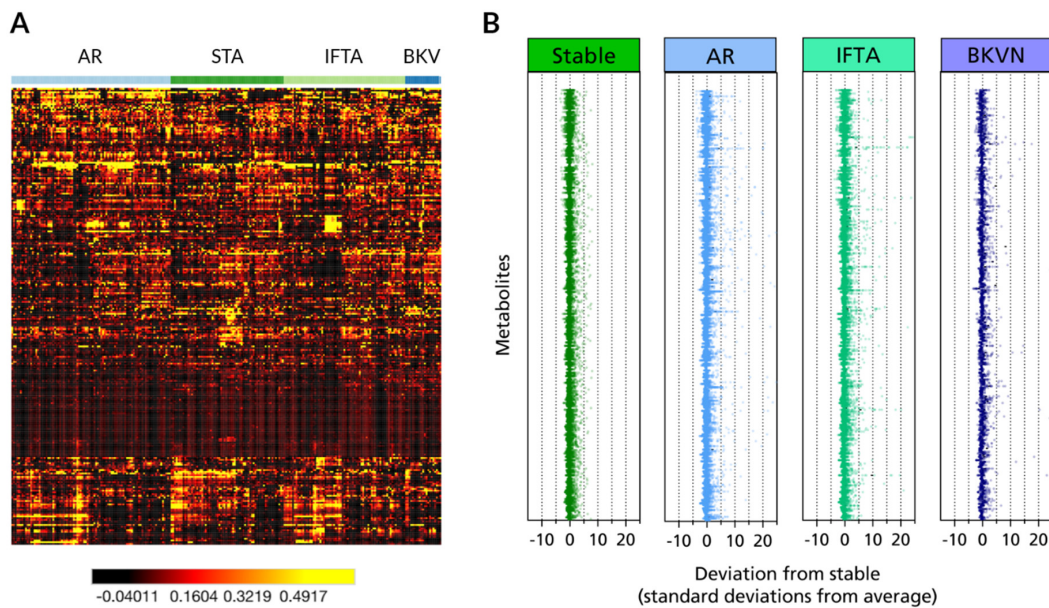 A
AR STA IFTA BKV
-0.04011 0.1604 0.3219 0.4917
B
Stable AR IFTA BKVN
Metabolites
-10 0 10 20 -10 0 10 20 -10 0 10 20 -10 0 10 20
Deviation from stable
(standard deviations from average)